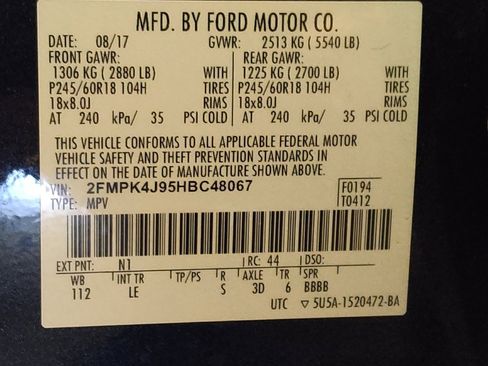 MFD. BY FORD MOTOR CO.
DATE: 08/17 GVWR: 2513 KG ( 5540 LB)
FRONT GAWR: REAR GAWR:
1306 KG ( 2880 LB) WITH 1225 KG ( 2700 LB) WITH
P245/60R18 104H TIRES P245/60R18 104H TIRES
18x8.0J RIMS 18x8.0J RIMS
AT 240 kPa/ 35 PSI COLD AT 240 kPa/ 35 PSI COLD
THIS VEHICLE CONFORMS TO ALL APPLICABLE FEDERAL MOTOR
VEHICLE SAFETY AND THEFT PREVENTION STANDARDS IN
EFFECT ON THE DATE OF MANUFACTURE SHOWN ABOVE.
VIN: 2FMPK4J95HBC48067 F0194
TYPE: MPV T0412
EXT PNT: N1 RC: 44 DSO:
WB INT TR TP/PS R AXLE TR SPR
112 LE S 3D 6 BBBB
UTC ▽ 5U5A-1520472-BA